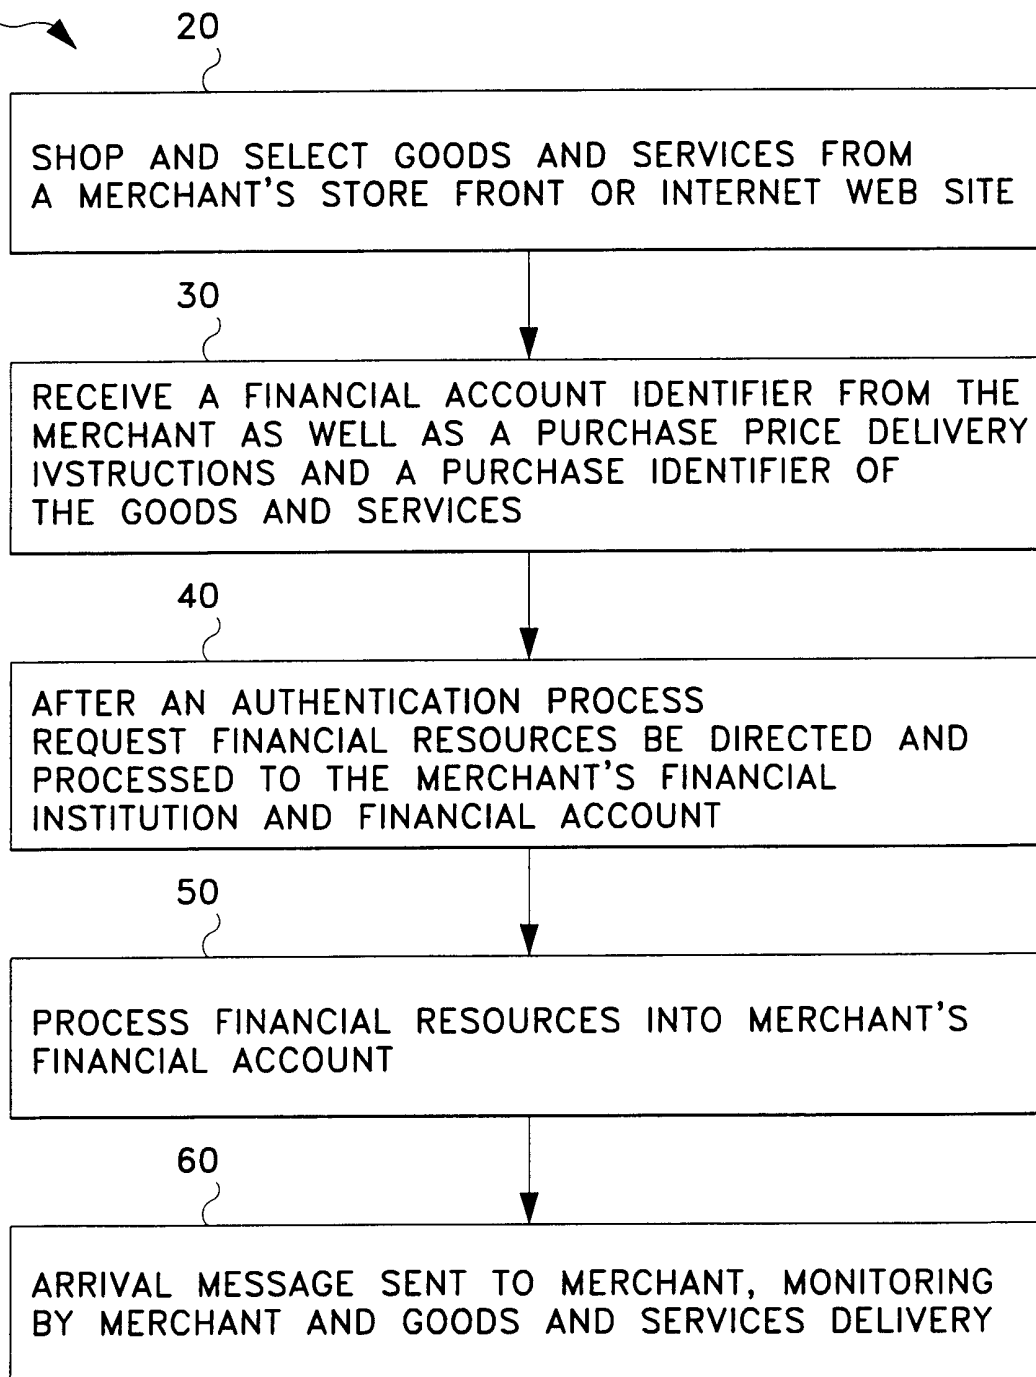 20
SHOP AND SELECT GOODS AND SERVICES FROM
A MERCHANT'S STORE FRONT OR INTERNET WEB SITE
30
RECEIVE A FINANCIAL ACCOUNT IDENTIFIER FROM THE
MERCHANT AS WELL AS A PURCHASE PRICE DELIVERY
IVSTRUCTIONS AND A PURCHASE IDENTIFIER OF
THE GOODS AND SERVICES
40
AFTER AN AUTHENTICATION PROCESS
REQUEST FINANCIAL RESOURCES BE DIRECTED AND
PROCESSED TO THE MERCHANT'S FINANCIAL
INSTITUTION AND FINANCIAL ACCOUNT
50
PROCESS FINANCIAL RESOURCES INTO MERCHANT'S
FINANCIAL ACCOUNT
60
ARRIVAL MESSAGE SENT TO MERCHANT, MONITORING
BY MERCHANT AND GOODS AND SERVICES DELIVERY